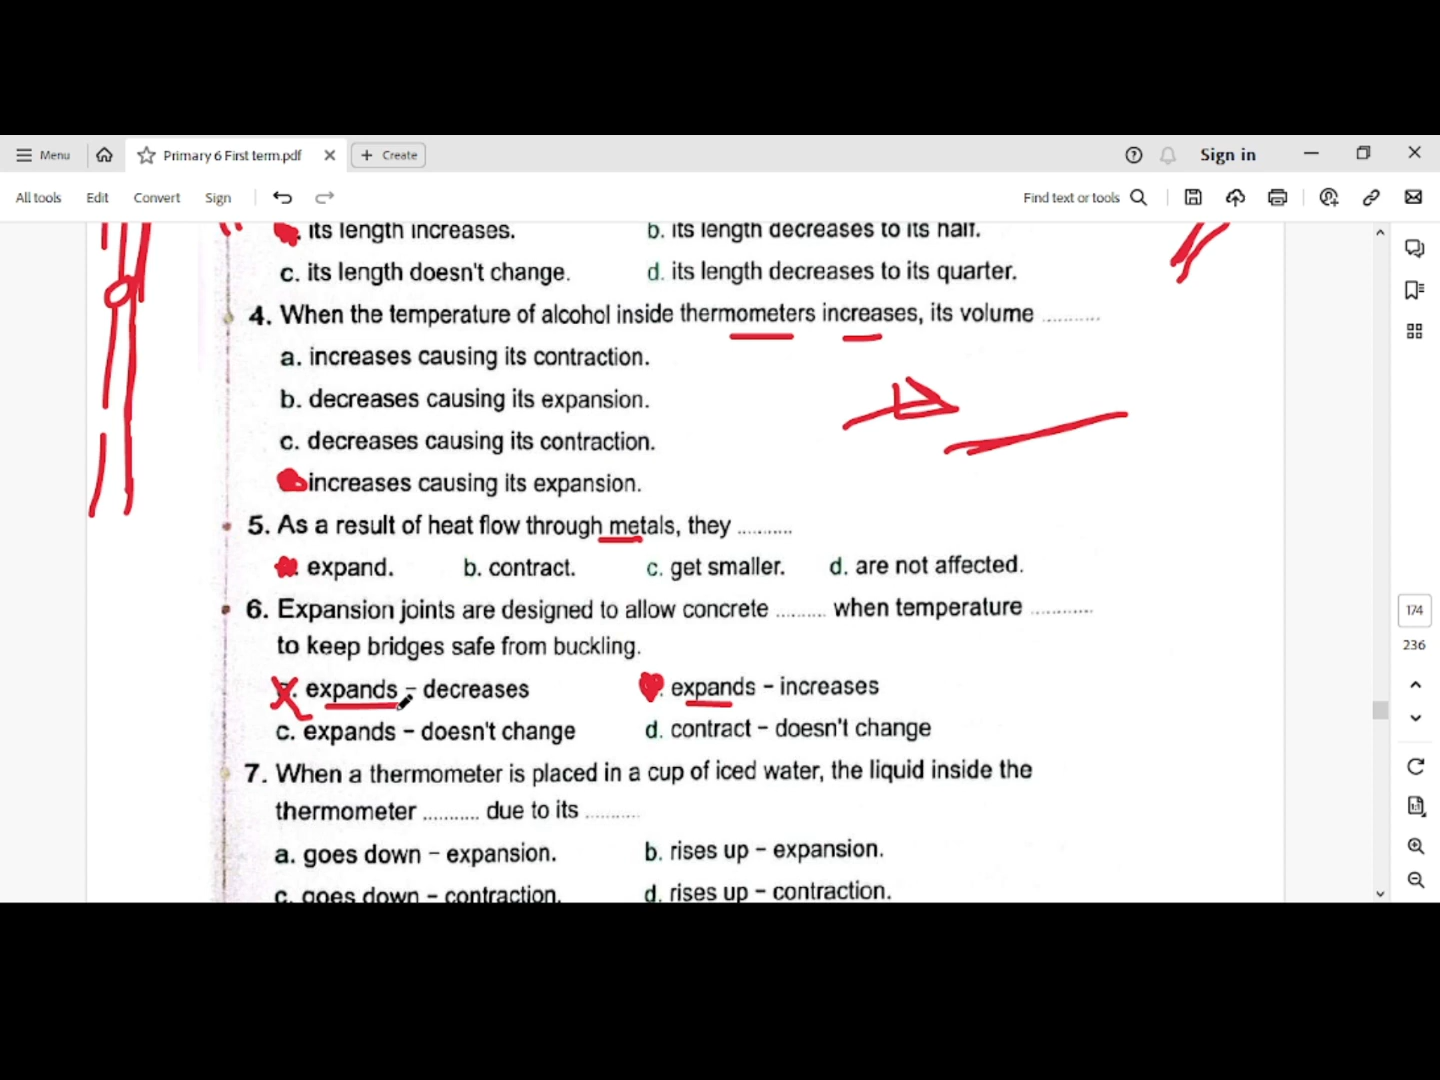 Menu
Primary 6 First term.pdf
Create
Sign in
All tools
Edit
Convert
Sign
Find text or tools
its length increases.
b. its length decreases to its half.
c. its length doesn't change.
d. its length decreases to its quarter.
4. When the temperature of alcohol inside thermometers increases, its volume ..........
a. increases causing its contraction.
b. decreases causing its expansion.
c. decreases causing its contraction.
increases causing its expansion.
5. As a result of heat flow through metals, they ..........
expand.
b. contract.
c. get smaller.
d. are not affected.
6. Expansion joints are designed to allow concrete ......... when temperature ...........
to keep bridges safe from buckling.
expands – decreases
expands – increases
c. expands – doesn't change
d. contract – doesn't change
7. When a thermometer is placed in a cup of iced water, the liquid inside the
thermometer .......... due to its ..........
a. goes down – expansion.
b. rises up – expansion.
c. goes down – contraction.
d. rises up – contraction.
174
236